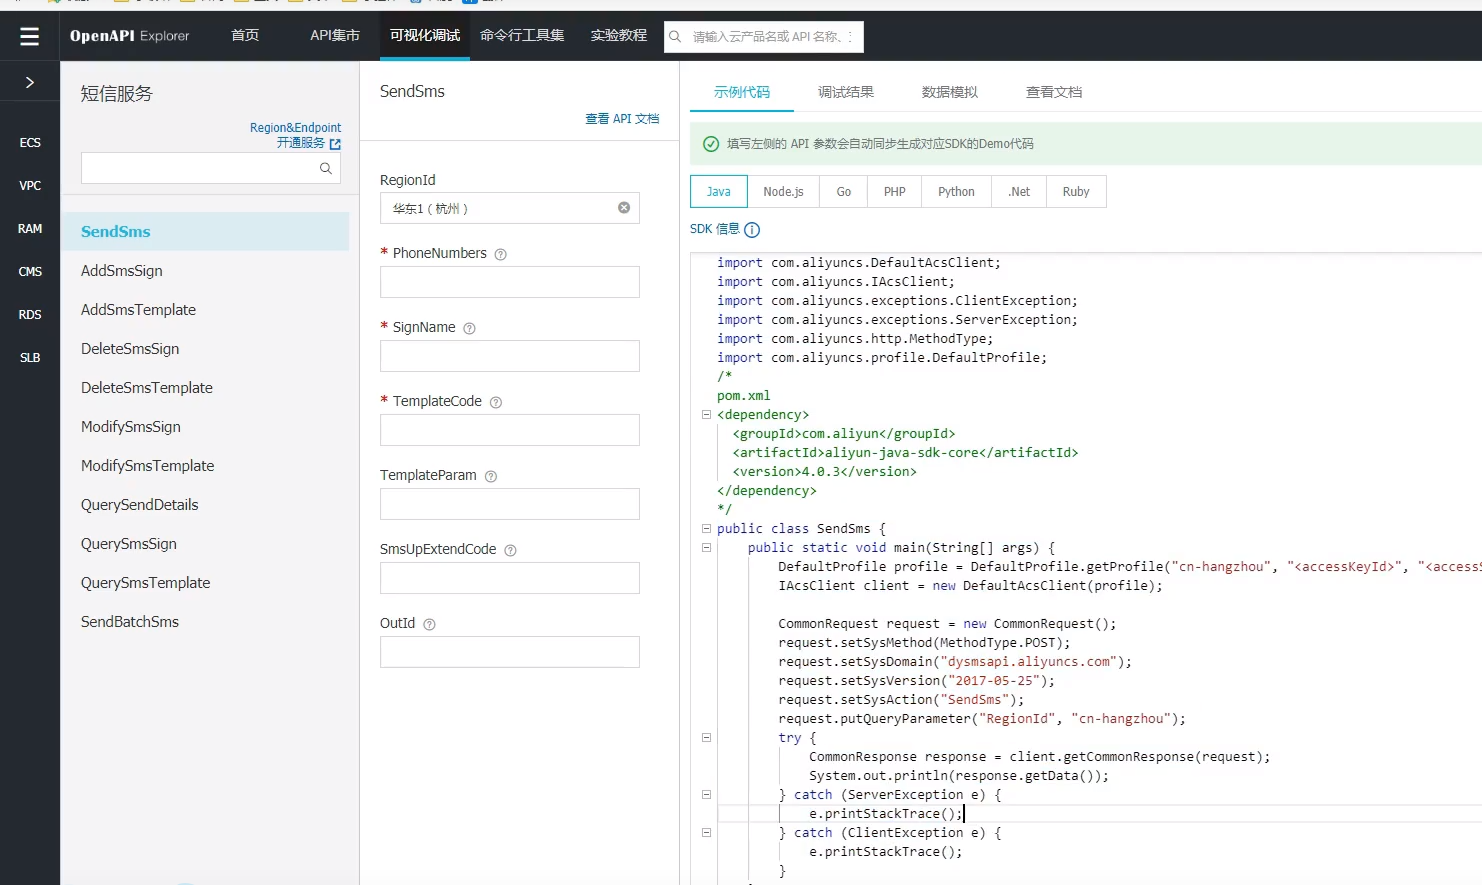 OpenAPI Explorer
首页
API集市
可视化调试
命令行工具集
实验教程
请输入云产品名或 API 名称、
ECS
VPC
RAM
CMS
RDS
SLB
短信服务
Region&Endpoint
开通服务
SendSms
AddSmsSign
AddSmsTemplate
DeleteSmsSign
DeleteSmsTemplate
ModifySmsSign
ModifySmsTemplate
QuerySendDetails
QuerySmsSign
QuerySmsTemplate
SendBatchSms
SendSms
查看 API 文档
RegionId
华东1 ( 杭州 )
* PhoneNumbers
* SignName
* TemplateCode
TemplateParam
SmsUpExtendCode
OutId
示例代码
调试结果
数据模拟
查看文档
填写左侧的 API 参数会自动同步生成对应SDK的Demo代码
Java
Node.js
Go
PHP
Python
.Net
Ruby
SDK 信息
import com.aliyuncs.DefaultAcsClient;
import com.aliyuncs.IAcsClient;
import com.aliyuncs.exceptions.ClientException;
import com.aliyuncs.exceptions.ServerException;
import com.aliyuncs.http.MethodType;
import com.aliyuncs.profile.DefaultProfile;
/*
pom.xml
<dependency>
  <groupId>com.aliyun</groupId>
  <artifactId>aliyun-java-sdk-core</artifactId>
  <version>4.0.3</version>
</dependency>
*/
public class SendSms {
    public static void main(String[] args) {
        DefaultProfile profile = DefaultProfile.getProfile("cn-hangzhou", "<accessKeyId>", "<access
        IAcsClient client = new DefaultAcsClient(profile);
        CommonRequest request = new CommonRequest();
        request.setSysMethod(MethodType.POST);
        request.setSysDomain("dysmsapi.aliyuncs.com");
        request.setSysVersion("2017-05-25");
        request.setSysAction("SendSms");
        request.putQueryParameter("RegionId", "cn-hangzhou");
        try {
            CommonResponse response = client.getCommonResponse(request);
            System.out.println(response.getData());
        } catch (ServerException e) {
            e.printStackTrace();
        } catch (ClientException e) {
            e.printStackTrace();
        }